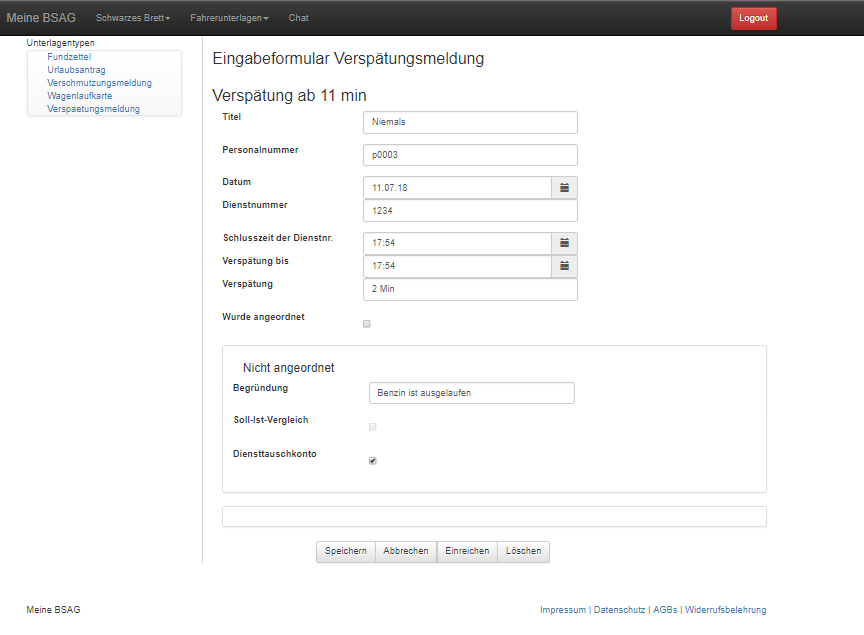 Meine BSAG Schwarzes Brett Fahrerunterlagen Chat Logout
Unterlagentypen
Fundzettel
Urlaubsantrag
Verschmutzungsmeldung
Wagenlaufkarte
Verspaetungsmeldung
Eingabeformular Verspätungsmeldung
Verspätung ab 11 min
Titel Niemals
Personalnummer p0003
Datum 11.07.18
Dienstnummer 1234
Schlusszeit der Dienstnr. 17:54
Verspätung bis 17:54
Verspätung 2 Min
Wurde angeordnet
Nicht angeordnet
Begründung Benzin ist ausgelaufen
Soll-Ist-Vergleich
Diensttauschkonto
Speichern Abbrechen Einreichen Löschen
Meine BSAG Impressum | Datenschutz | AGBs | Widerrufsbelehrung